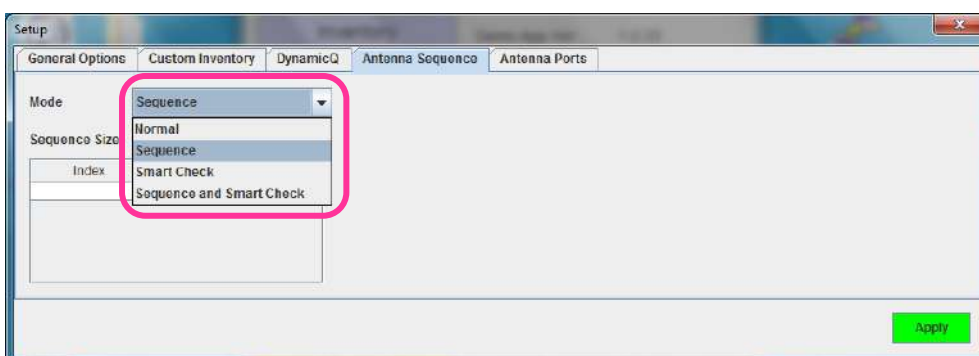 Setup
General Options Custom Inventory DynamicQ Antenna Sequence Antenna Ports
Mode Sequence
Normal
Sequence Size
Sequence
Index Smart Check
Sequence and Smart Check
Apply